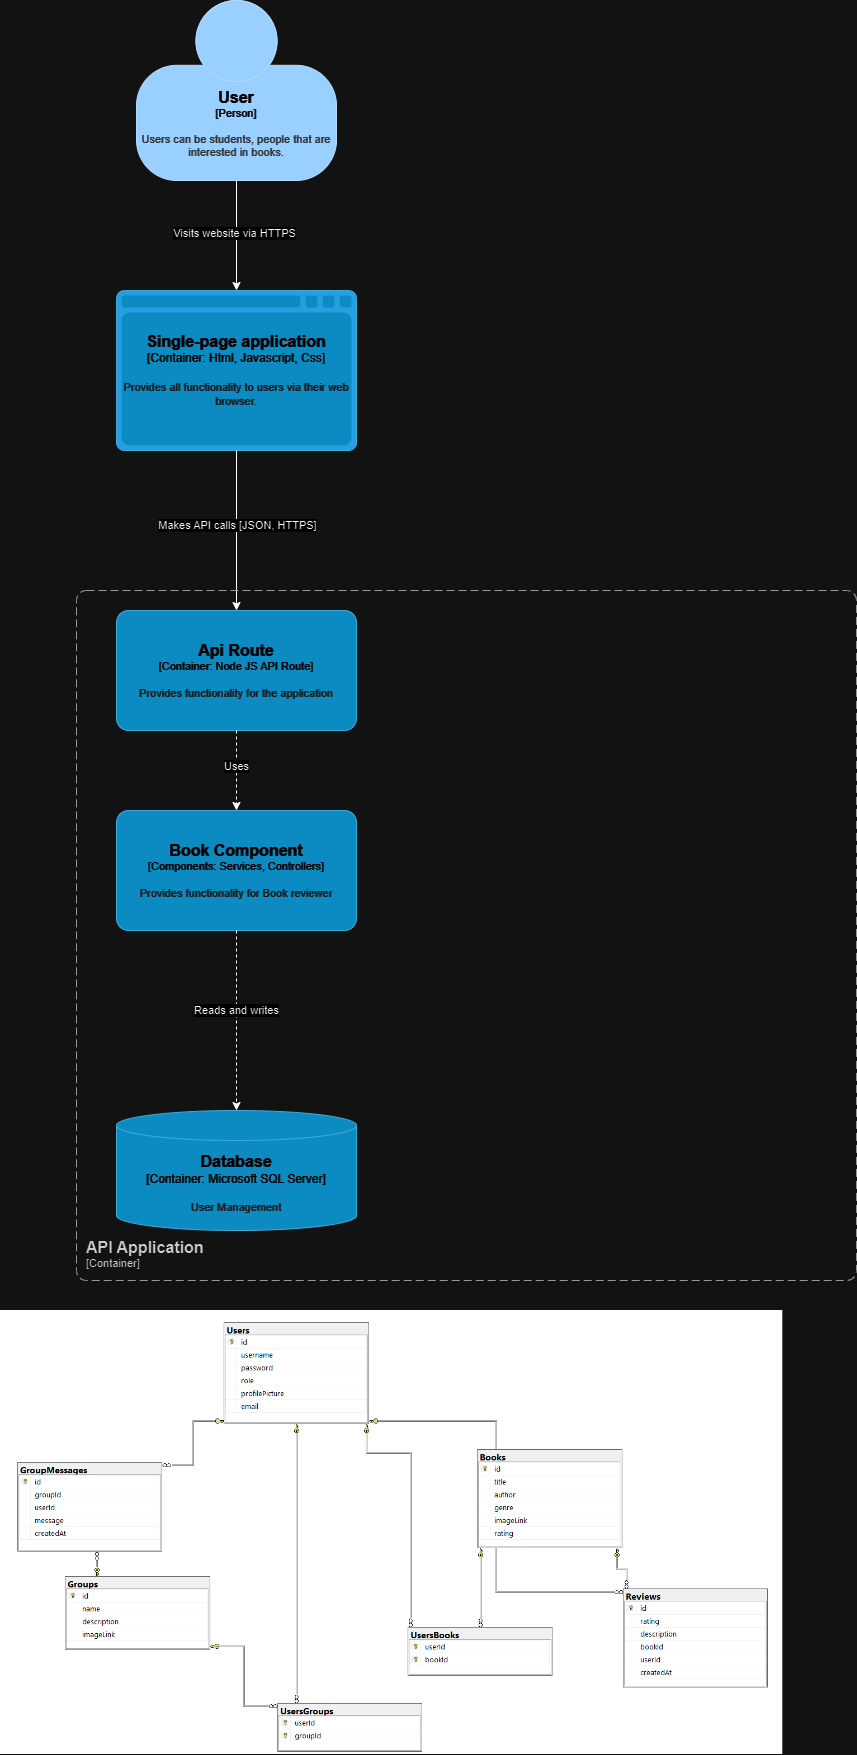 User
[Person]
Users can be students, people that are
interested in books.
Visits website via HTTPS
Single-page application
[Container: Html, Javascript, Css]
Provides all functionality to users via their web
browser.
Makes API calls [JSON, HTTPS]
Api Route
[Container: Node JS API Route]
Provides functionality for the application
Uses
Book Component
[Components: Services, Controllers]
Provides functionality for Book reviewer
Reads and writes
Database
[Container: Microsoft SQL Server]
User Management
API Application
[Container]
Users
id
username
password
role
profilePicture
email
GroupMessages
id
groupId
userId
message
createdAt
Books
id
title
author
genre
imageLink
rating
Groups
id
name
description
imageLink
Reviews
id
rating
description
bookId
userId
createdAt
UsersBooks
userId
bookId
UsersGroups
userId
groupId